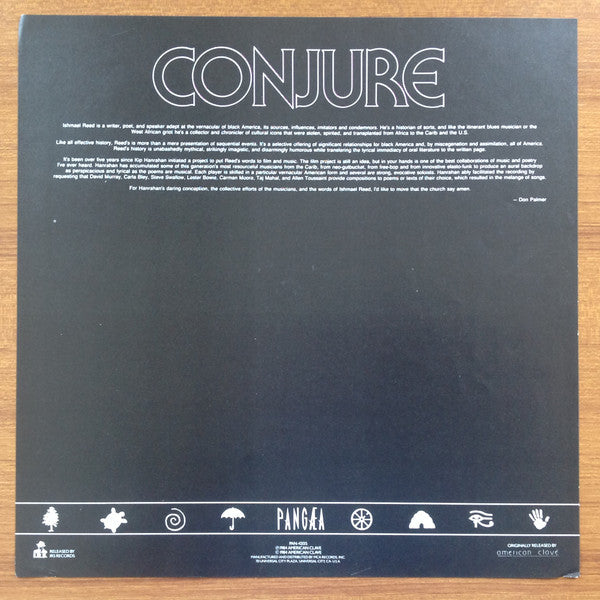 CONJURE
Ishmael Reed is a writer, poet, and speaker adept at the vernacular of black America, its sources, influences, imitators and condemnors. He's a historian of sorts, and like the itinerant blues musician or the
West African griot he's a collector and chronicler of cultural icons that were stolen, spirited, and transplanted from Africa to the Carib and the U.S.
Like all effective history, Reed's is more than a mere presentation of sequential events. It's a selective offering of significant relationships for black America and, by miscegenation and assimilation, all of America.
Reed's history is unabashedly mythical, strikingly imagistic, and disarmingly humorous while translating the lyrical immediacy of oral literature to the written page.
It's been over five years since Kip Hanrahan initiated a project to put Reed's words to film and music. The film project is still an idea, but in your hands is one of the best collaborations of music and poetry
I've ever heard. Hanrahan has accumulated some of this generation's most resourceful musicians from the Carib, from neo-gutbucket, from free-bop and from innovative elasto-funk to produce an aural backdrop
as perspicacious and lyrical as the poems are musical. Each player is skilled in a particular vernacular American form and several are strong, evocative soloists. Hanrahan ably facilitated the recording by
requesting that David Murray, Carla Bley, Steve Swallow, Lester Bowie, Carman Moore, Taj Mahal, and Allen Toussaint provide compositions to poems or texts of their choice, which resulted in the melange of songs.
For Hanrahan's daring conception, the collective efforts of the musicians, and the words of Ishmael Reed, I'd like to move that the church say amen.
— Don Palmer
PANGÆA
RELEASED BY
IRS RECORDS
PAN-42135
℗ 1984 AMERICAN CLAVE
© 1984 AMERICAN CLAVE
MANUFACTURED AND DISTRIBUTED BY MCA RECORDS, INC.
70 UNIVERSAL CITY PLAZA, UNIVERSAL CITY, CA.-U.S.A.
ORIGINALLY RELEASED BY
american clavé